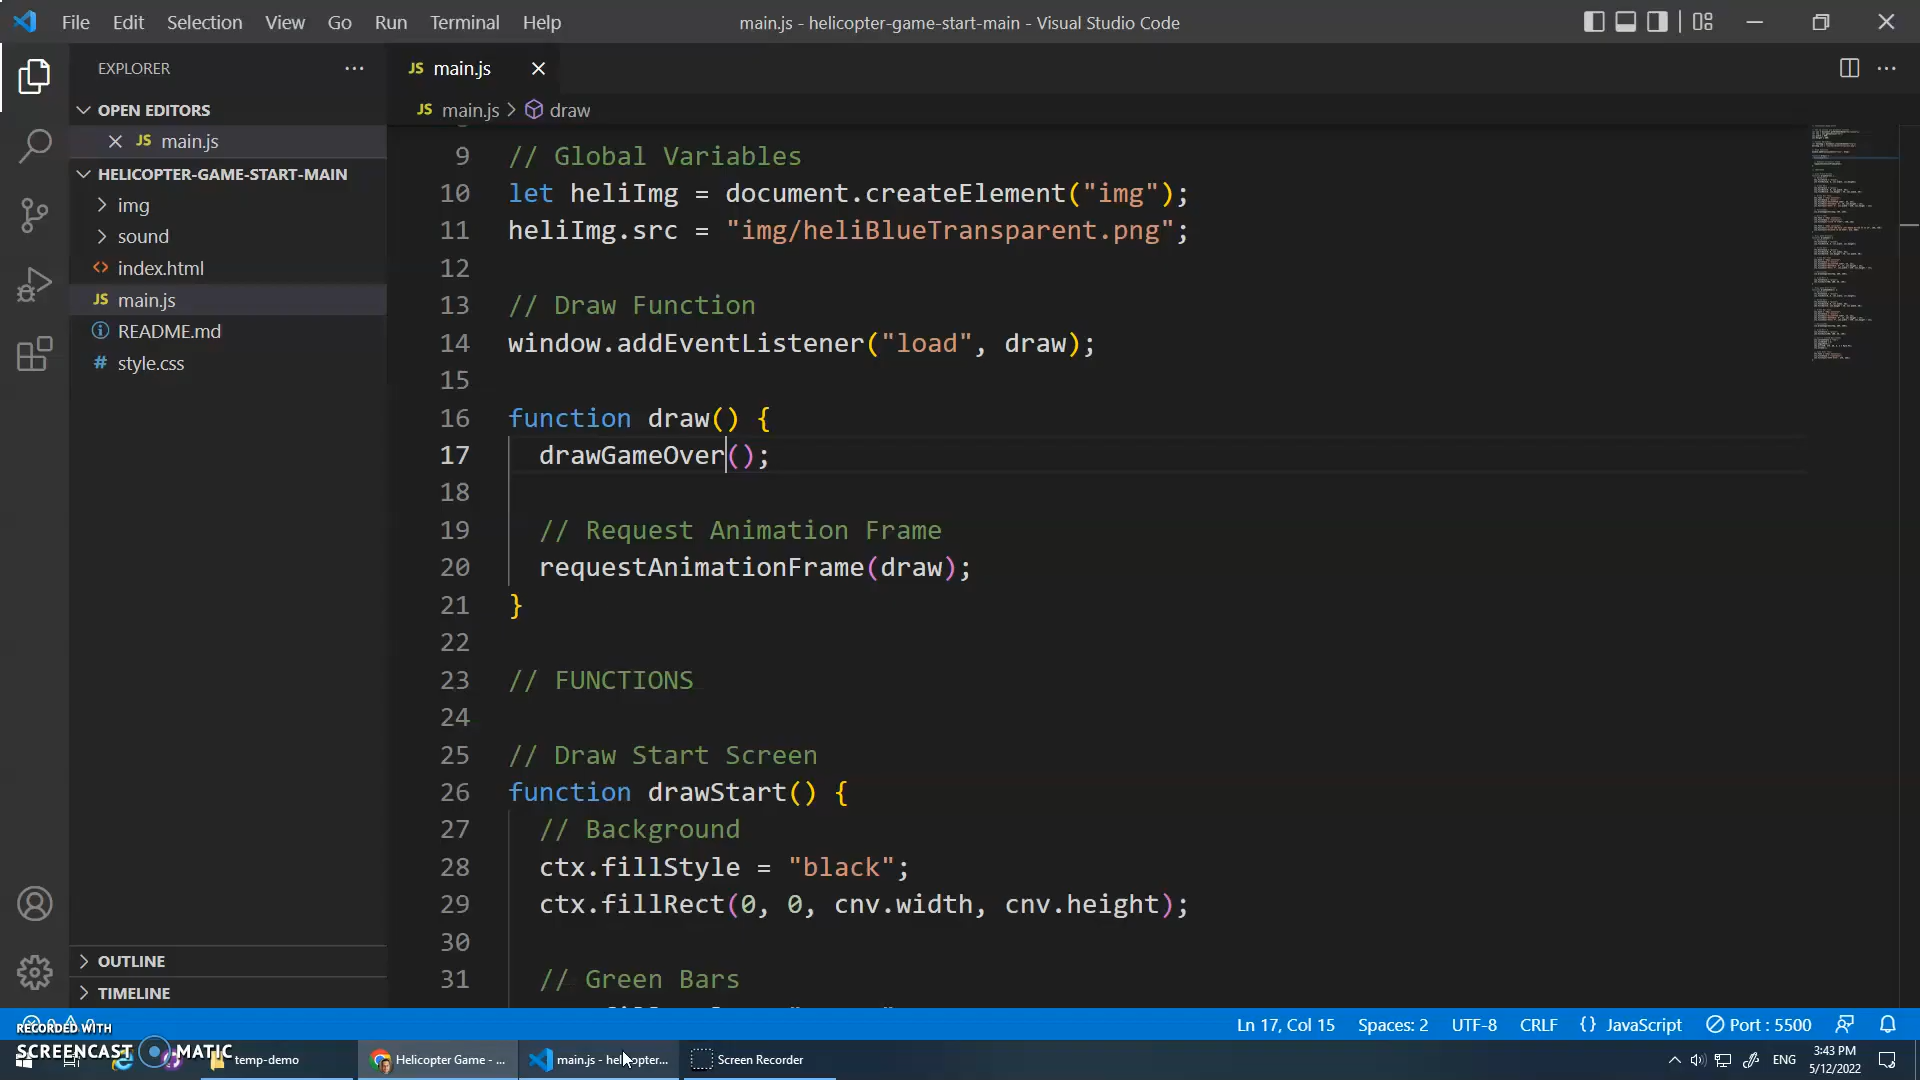 File Edit Selection View Go Run Terminal Help
main.js - helicopter-game-start-main - Visual Studio Code
EXPLORER
OPEN EDITORS
JS main.js
HELICOPTER-GAME-START-MAIN
img
sound
<> index.html
JS main.js
README.md
# style.css
OUTLINE
TIMELINE
JS main.js
JS main.js > draw
9 // Global Variables
10 let heliImg = document.createElement("img");
11 heliImg.src = "img/heliBlueTransparent.png";
12
13 // Draw Function
14 window.addEventListener("load", draw);
15
16 function draw() {
17 drawGameOver();
18
19 // Request Animation Frame
20 requestAnimationFrame(draw);
21 }
22
23 // FUNCTIONS
24
25 // Draw Start Screen
26 function drawStart() {
27 // Background
28 ctx.fillStyle = "black";
29 ctx.fillRect(0, 0, cnv.width, cnv.height);
30
31 // Green Bars
Ln 17, Col 15 Spaces: 2 UTF-8 CRLF {} JavaScript Port : 5500
RECORDED WITH
SCREENCAST MATIC
temp-demo
Helicopter Game - ...
main.js - helicopter...
Screen Recorder
ENG
3:43 PM
5/12/2022